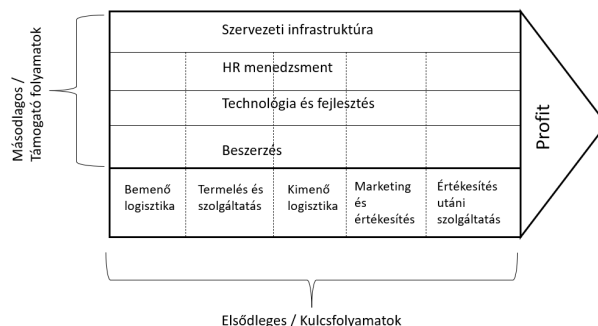 Másodlagos /
Támogató folyamatok
Szervezeti infrastruktúra
HR menedzsment
Technológia és fejlesztés
Beszerzés
Bemenő
logisztika
Termelés és
szolgáltatás
Kimenő
logisztika
Marketing
és
értékesítés
Értékesítés
utáni
szolgáltatás
Profit
Elsődleges / Kulcsfolyamatok